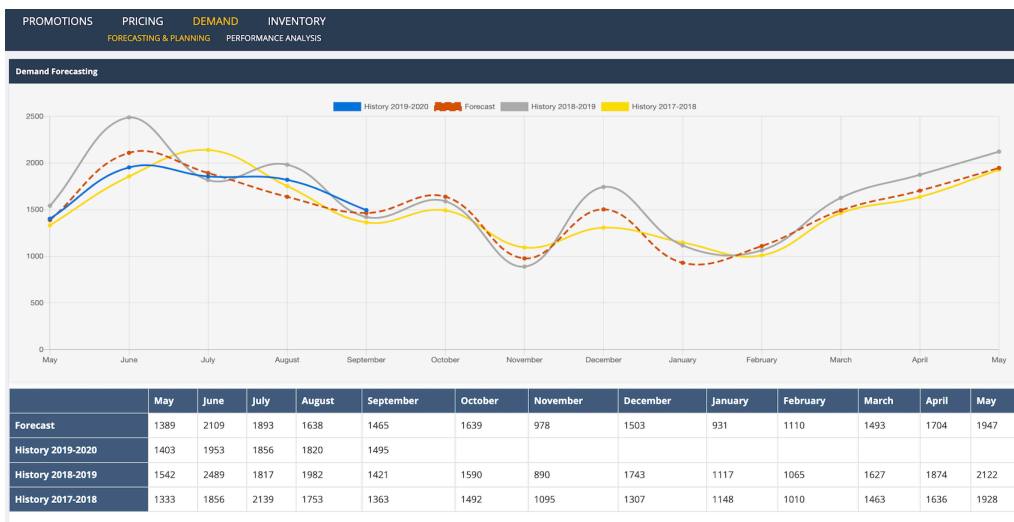 PROMOTIONS PRICING DEMAND INVENTORY
FORECASTING & PLANNING PERFORMANCE ANALYSIS
Demand Forecasting
History 2019-2020 Forecast History 2018-2019 History 2017-2018
2500
2000
1500
1000
500
0
May June July August September October November December January February March April May
May June July August September October November December January February March April May
Forecast 1389 2109 1893 1638 1465 1639 978 1503 931 1110 1493 1704 1947
History 2019-2020 1403 1953 1856 1820 1495
History 2018-2019 1542 2489 1817 1982 1421 1590 890 1743 1117 1065 1627 1874 2122
History 2017-2018 1333 1856 2139 1753 1363 1492 1095 1307 1148 1010 1463 1636 1928